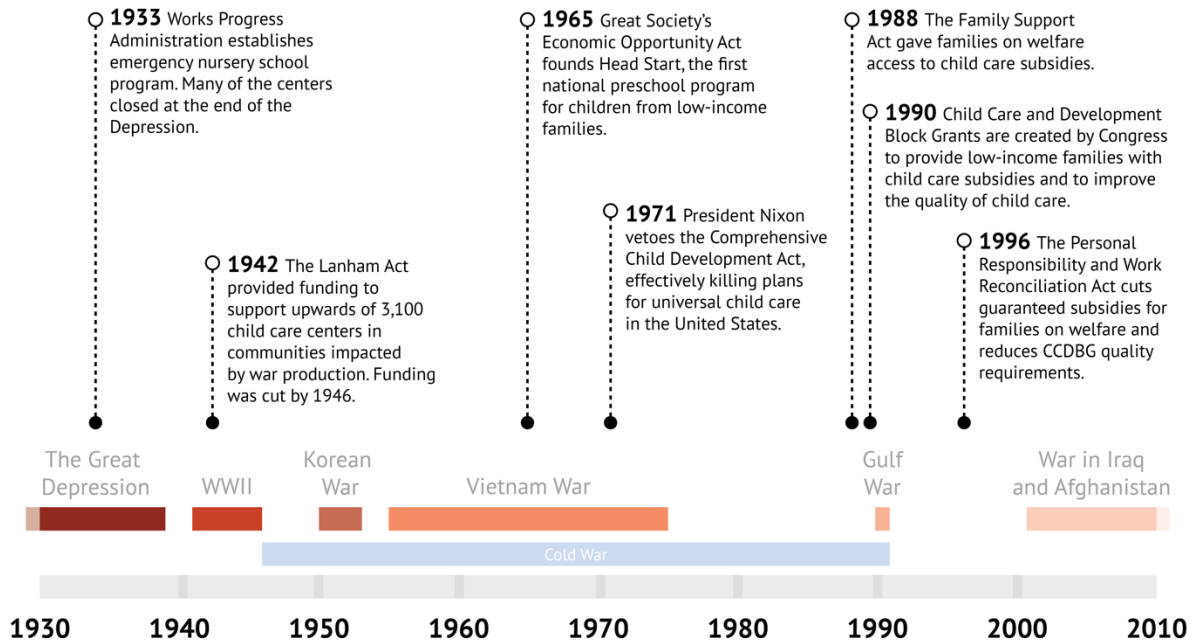 1933 Works Progress
Administration establishes
emergency nursery school
program. Many of the centers
closed at the end of the
Depression.
1942 The Lanham Act
provided funding to
support upwards of 3,100
child care centers in
communities impacted
by war production. Funding
was cut by 1946.
1965 Great Society's
Economic Opportunity Act
founds Head Start, the first
national preschool program
for children from low-income
families.
1971 President Nixon
vetoes the Comprehensive
Child Development Act,
effectively killing plans
for universal child care
in the United States.
1988 The Family Support
Act gave families on welfare
access to child care subsidies.
1990 Child Care and Development
Block Grants are created by Congress
to provide low-income families with
child care subsidies and to improve
the quality of child care.
1996 The Personal
Responsibility and Work
Reconciliation Act cuts
guaranteed subsidies for
families on welfare and
reduces CCDBG quality
requirements.
The Great
Depression
WWII
Korean
War
Vietnam War
Gulf
War
War in Iraq
and Afghanistan
Cold War
1930 1940 1950 1960 1970 1980 1990 2000 2010